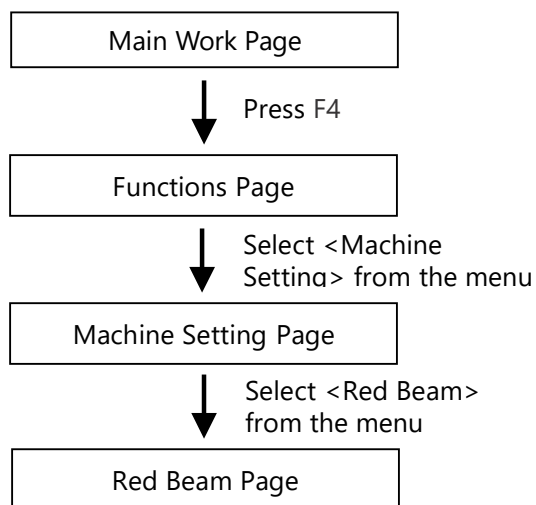 Main Work Page
Press F4
Functions Page
Select <Machine
Setting> from the menu
Machine Setting Page
Select <Red Beam>
from the menu
Red Beam Page